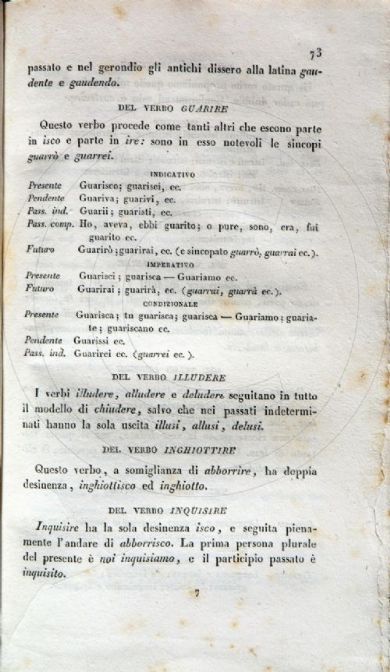 73
passato e nel gerondio gli antichi dissero alla latina gau-
dente e gaudendo.
DEL VERBO GUARIRE
Questo verbo procede come tanti altri che escono parte
in isco e parte in ire: sono in esso notevoli le sincopi
guarrò e guarrei.
INDICATIVO
Presente Guarisco; guarisci, ec.
Pendente Guariva; guarivi, ec.
Pass. ind. Guarii; guaristi, ec.
Pass. comp. Ho, aveva, ebbi guarito; o pure, sono, era, fui
guarito ec.
Futuro Guarirò; guarirai, ec. (e sincopato guarrò, guarrai ec.).
IMPERATIVO
Presente Guarisci; guarisca — Guariamo ec.
Futuro Guarirai; guarirà, ec. (guarrai, guarrà ec.).
CONDIZIONALE
Presente Guarisca; tu guarisca; guarisca — Guariamo; guaria-
te; guariscano ec.
Pendente Guarissi ec.
Pass. ind. Guarirei ec. (guarrei ec.).
DEL VERBO ILLUDERE
I verbi illudere, alludere e deludere seguitano in tutto
il modello di chiudere, salvo che nei passati indetermi-
nati hanno la sola uscita illusi, allusi, delusi.
DEL VERBO INGHIOTTIRE
Questo verbo, a somiglianza di abborrire, ha doppia
desinenza, inghiottisco ed inghiotto.
DEL VERBO INQUISIRE
Inquisire ha la sola desinenza isco, e seguita piena-
mente l'andare di abborrisco. La prima persona plurale
del presente è noi inquisiamo, e il participio passato è
inquisito.
7